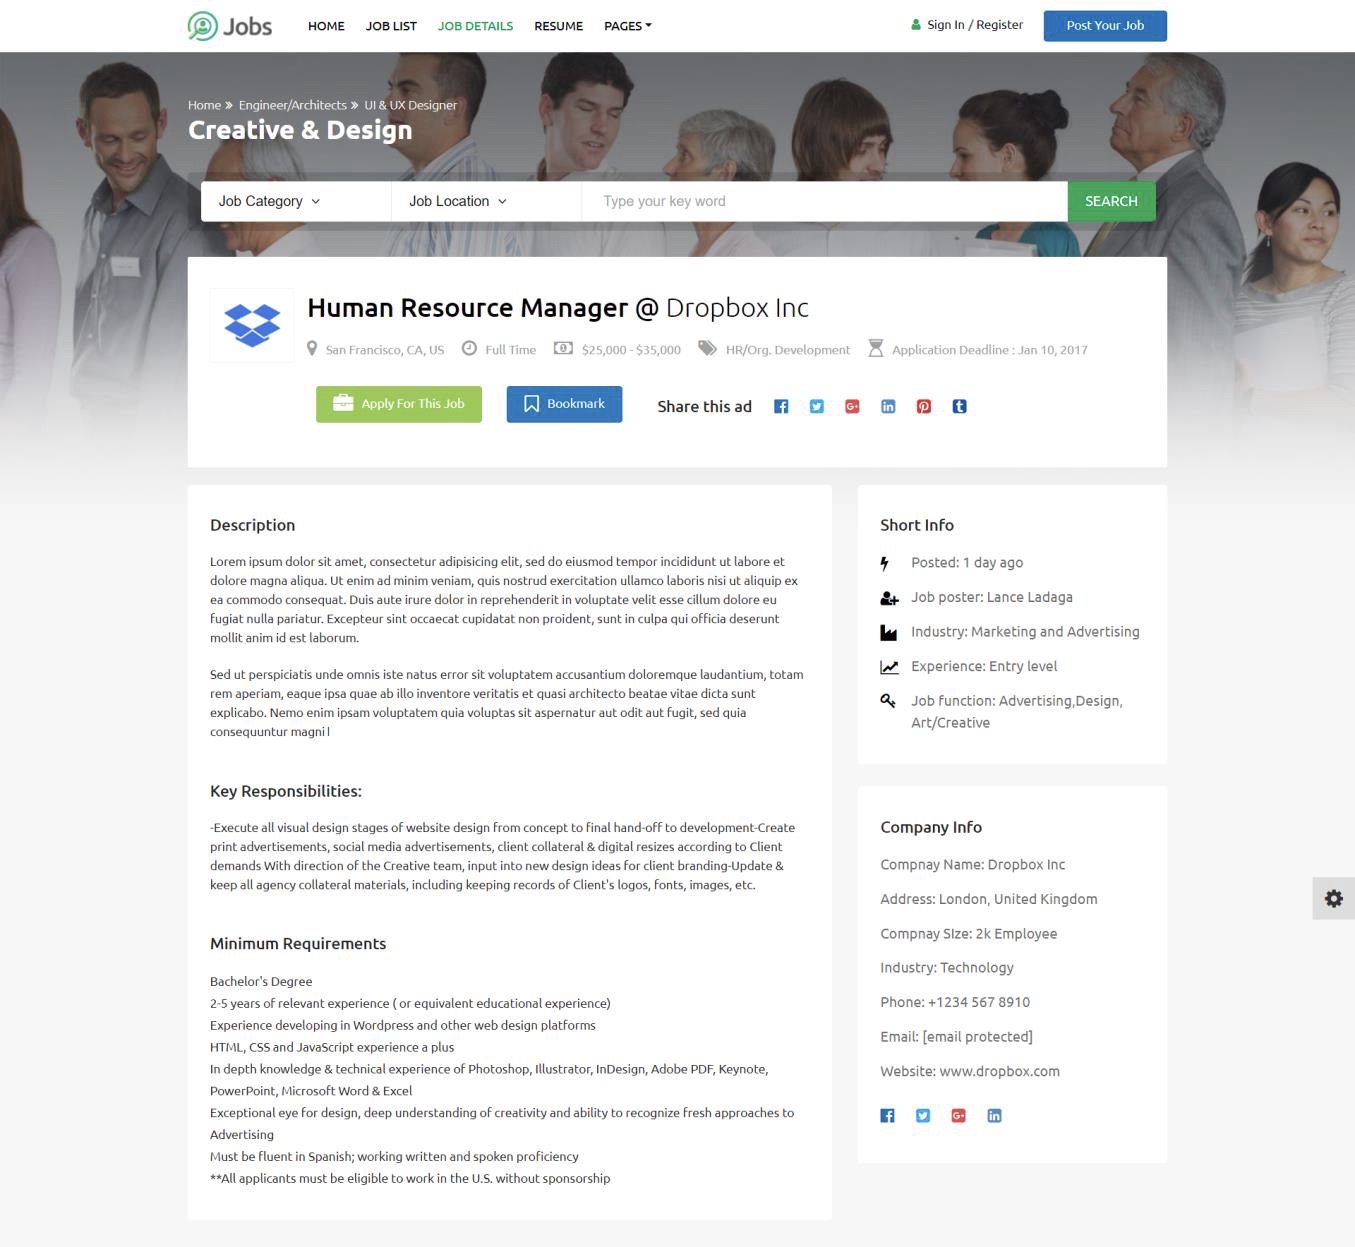 Jobs HOME JOB LIST JOB DETAILS RESUME PAGES Sign In / Register Post Your Job
Home » Engineer/Architects » UI & UX Designer
Creative & Design
Job Category Job Location Type your key word SEARCH
Human Resource Manager @ Dropbox Inc
San Francisco, CA, US Full Time $25,000 - $35,000 HR/Org. Development Application Deadline : Jan 10, 2017
Apply For This Job Bookmark Share this ad
Description
Lorem ipsum dolor sit amet, consectetur adipisicing elit, sed do eiusmod tempor incididunt ut labore et
dolore magna aliqua. Ut enim ad minim veniam, quis nostrud exercitation ullamco laboris nisi ut aliquip ex
ea commodo consequat. Duis aute irure dolor in reprehenderit in voluptate velit esse cillum dolore eu
fugiat nulla pariatur. Excepteur sint occaecat cupidatat non proident, sunt in culpa qui officia deserunt
mollit anim id est laborum.
Sed ut perspiciatis unde omnis iste natus error sit voluptatem accusantium doloremque laudantium, totam
rem aperiam, eaque ipsa quae ab illo inventore veritatis et quasi architecto beatae vitae dicta sunt
explicabo. Nemo enim ipsam voluptatem quia voluptas sit aspernatur aut odit aut fugit, sed quia
consequuntur magni l
Key Responsibilities:
-Execute all visual design stages of website design from concept to final hand-off to development-Create
print advertisements, social media advertisements, client collateral & digital resizes according to Client
demands With direction of the Creative team, input into new design ideas for client branding-Update &
keep all agency collateral materials, including keeping records of Client's logos, fonts, images, etc.
Minimum Requirements
Bachelor's Degree
2-5 years of relevant experience ( or equivalent educational experience)
Experience developing in Wordpress and other web design platforms
HTML, CSS and JavaScript experience a plus
In depth knowledge & technical experience of Photoshop, Illustrator, InDesign, Adobe PDF, Keynote,
PowerPoint, Microsoft Word & Excel
Exceptional eye for design, deep understanding of creativity and ability to recognize fresh approaches to
Advertising
Must be fluent in Spanish; working written and spoken proficiency
**All applicants must be eligible to work in the U.S. without sponsorship
Short Info
Posted: 1 day ago
Job poster: Lance Ladaga
Industry: Marketing and Advertising
Experience: Entry level
Job function: Advertising,Design,
Art/Creative
Company Info
Compnay Name: Dropbox Inc
Address: London, United Kingdom
Compnay SIze: 2k Employee
Industry: Technology
Phone: +1234 567 8910
Email: [email protected]
Website: www.dropbox.com